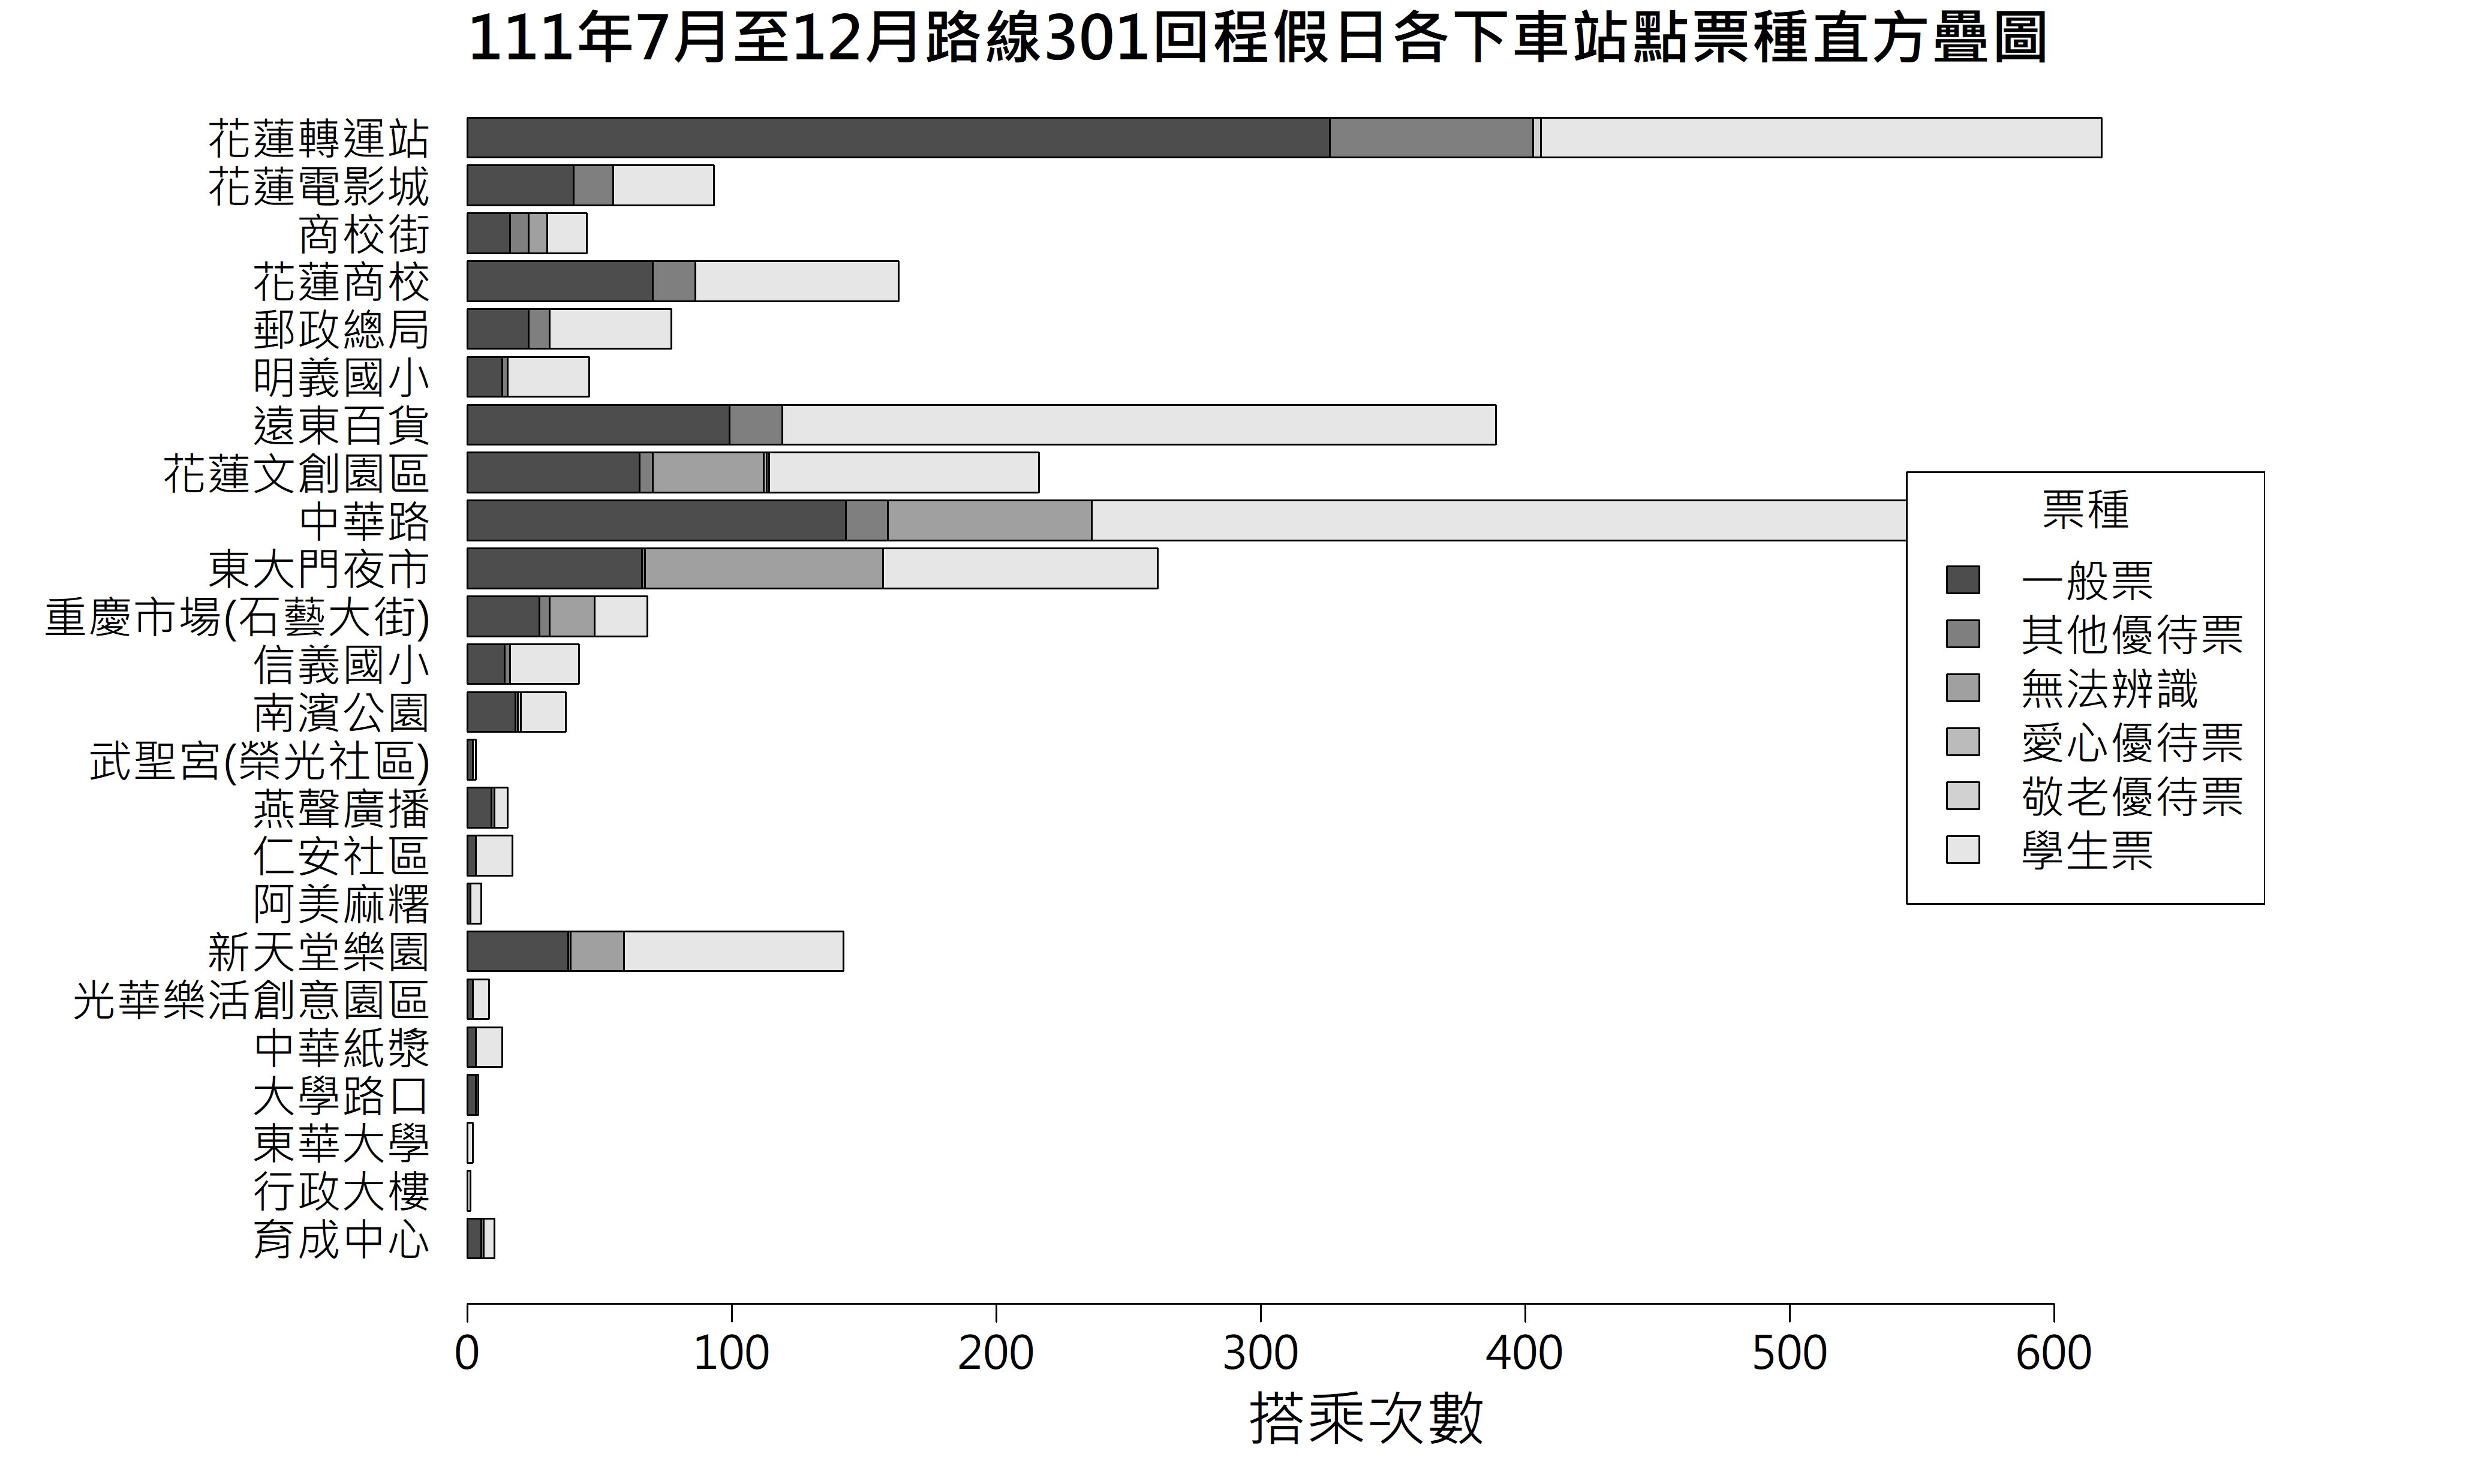 111年7月至12月路線301回程假日各下車站點票種直方疊圖
花蓮轉運站
花蓮電影城
商校街
花蓮商校
郵政總局
明義國小
遠東百貨
花蓮文創園區
中華路
東大門夜市
重慶市場(石藝大街)
信義國小
南濱公園
武聖宮(榮光社區)
燕聲廣播
仁安社區
阿美麻糬
新天堂樂園
光華樂活創意園區
中華紙漿
大學路口
東華大學
行政大樓
育成中心
票種
一般票
其他優待票
無法辨識
愛心優待票
敬老優待票
學生票
0 100 200 300 400 500 600
搭乘次數